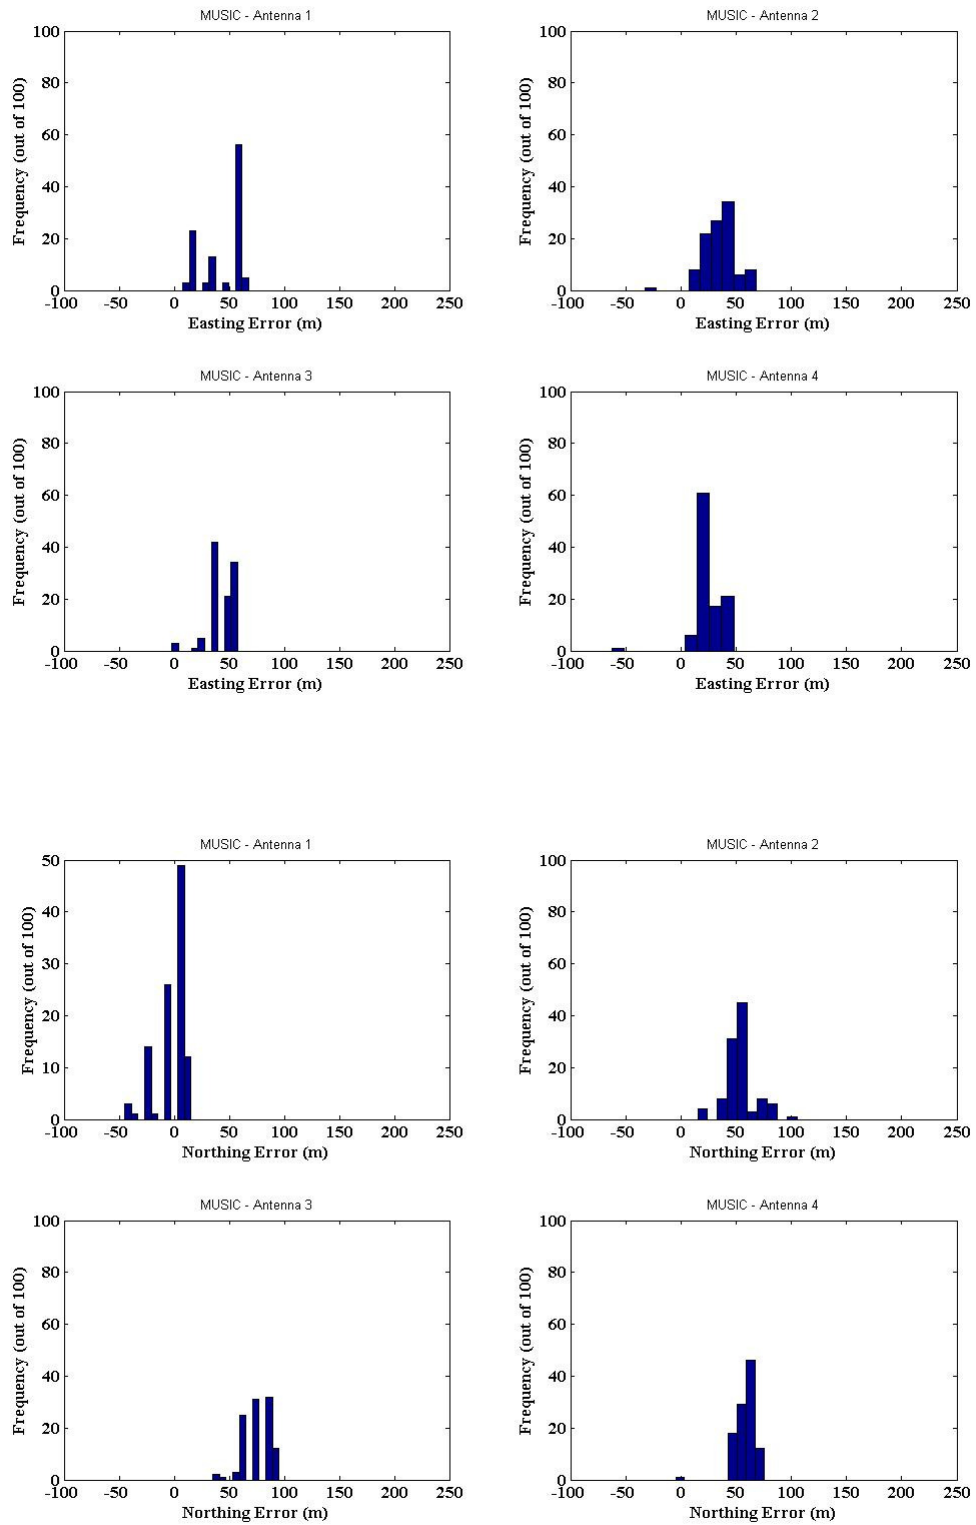 MUSIC - Antenna 1
100
80
60
40
20
0
-100 -50 0 50 100 150 200 250
Frequency (out of 100)
Easting Error (m)
MUSIC - Antenna 2
100
80
60
40
20
0
-100 -50 0 50 100 150 200 250
Frequency (out of 100)
Easting Error (m)
MUSIC - Antenna 3
100
80
60
40
20
0
-100 -50 0 50 100 150 200 250
Frequency (out of 100)
Easting Error (m)
MUSIC - Antenna 4
100
80
60
40
20
0
-100 -50 0 50 100 150 200 250
Frequency (out of 100)
Easting Error (m)
MUSIC - Antenna 1
50
40
30
20
10
0
-100 -50 0 50 100 150 200 250
Frequency (out of 100)
Northing Error (m)
MUSIC - Antenna 2
100
80
60
40
20
0
-100 -50 0 50 100 150 200 250
Frequency (out of 100)
Northing Error (m)
MUSIC - Antenna 3
100
80
60
40
20
0
-100 -50 0 50 100 150 200 250
Frequency (out of 100)
Northing Error (m)
MUSIC - Antenna 4
100
80
60
40
20
0
-100 -50 0 50 100 150 200 250
Frequency (out of 100)
Northing Error (m)